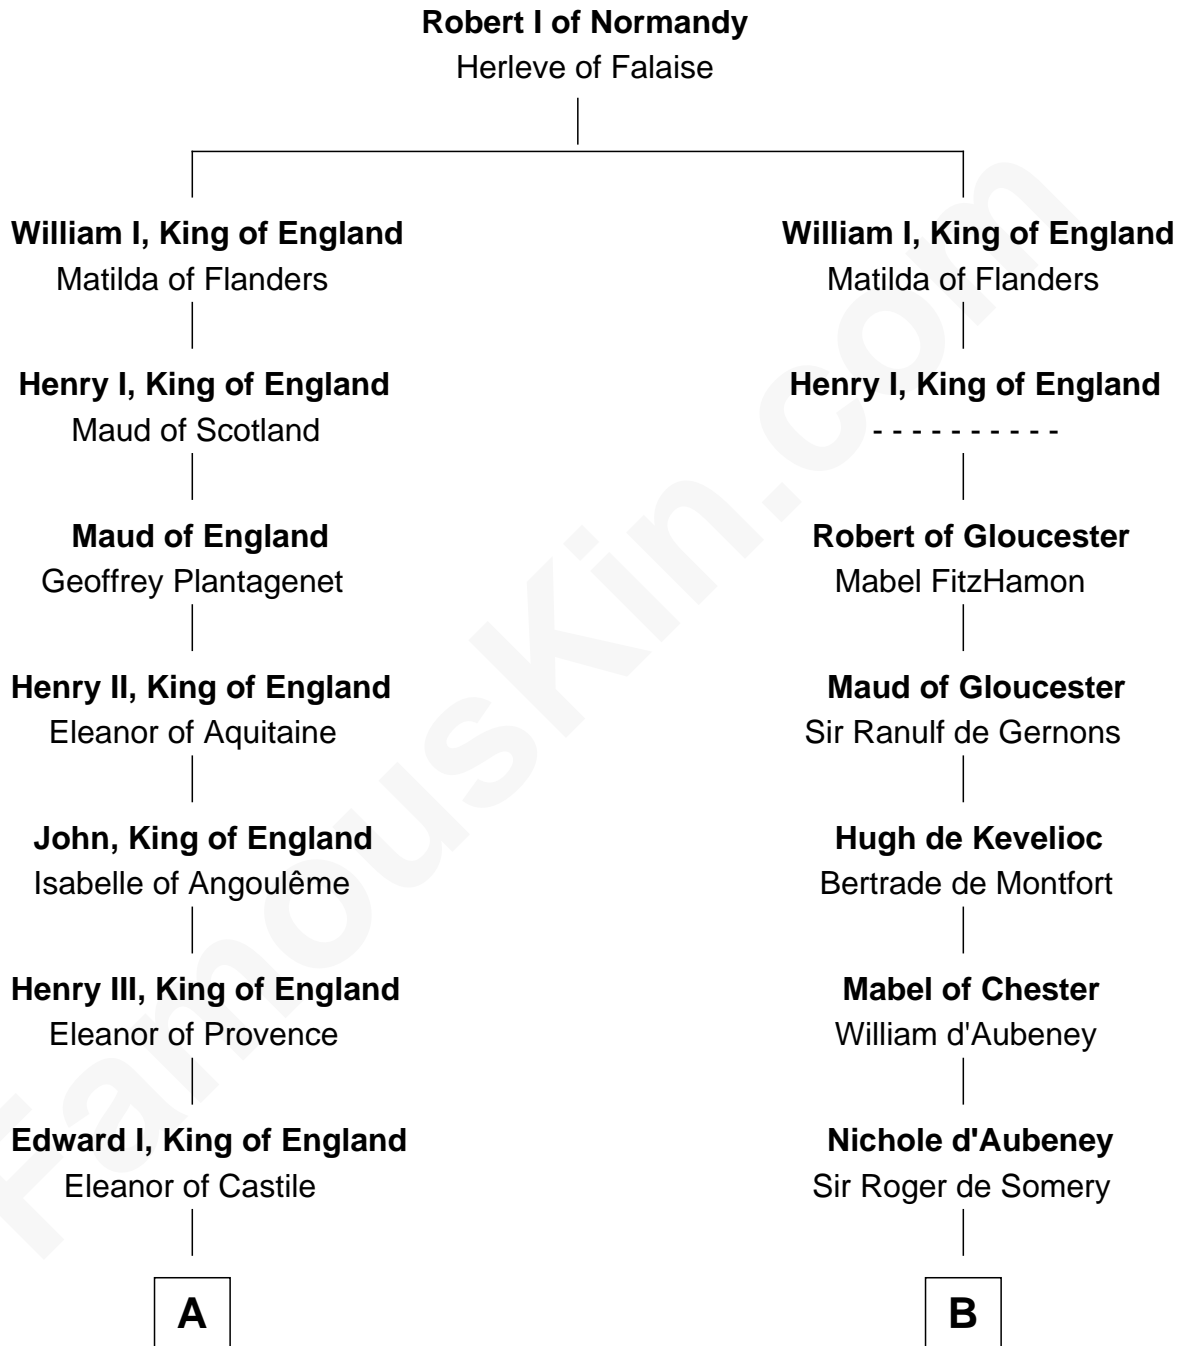 Robert I of Normandy
Herleve of Falaise
William I, King of England
Matilda of Flanders
Henry I, King of England
Maud of Scotland
Maud of England
Geoffrey Plantagenet
Henry II, King of England
Eleanor of Aquitaine
John, King of England
Isabelle of Angoulême
Henry III, King of England
Eleanor of Provence
Edward I, King of England
Eleanor of Castile
A
William I, King of England
Matilda of Flanders
Henry I, King of England
- - - - - - - - - -
Robert of Gloucester
Mabel FitzHamon
Maud of Gloucester
Sir Ranulf de Gernons
Hugh de Kevelioc
Bertrade de Montfort
Mabel of Chester
William d'Aubeney
Nichole d'Aubeney
Sir Roger de Somery
B
FamousKin.com